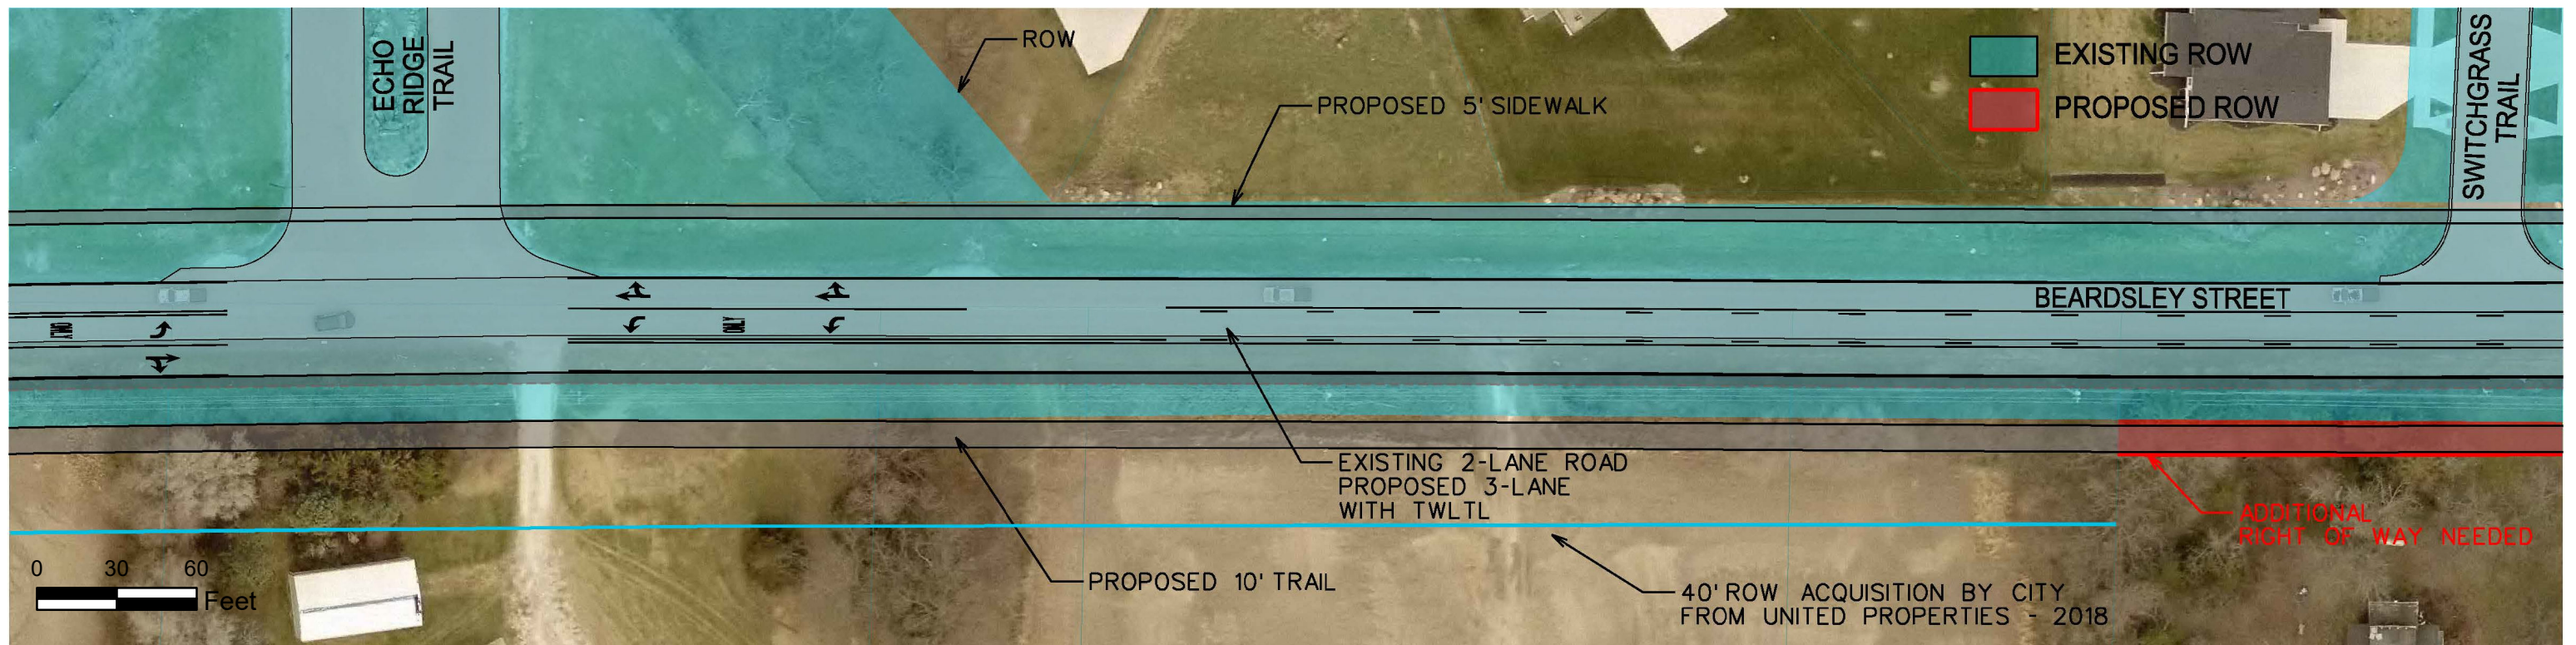 ECHO
RIDGE
TRAIL
ROW
PROPOSED 5' SIDEWALK
EXISTING ROW
PROPOSED ROW
SWITCHGRASS
TRAIL
BEARDSLEY STREET
ONLY
ONLY
EXISTING 2-LANE ROAD
PROPOSED 3-LANE
WITH TWLTL
ADDITIONAL
RIGHT OF WAY NEEDED
PROPOSED 10' TRAIL
40' ROW ACQUISITION BY CITY
FROM UNITED PROPERTIES - 2018
0 30 60
Feet